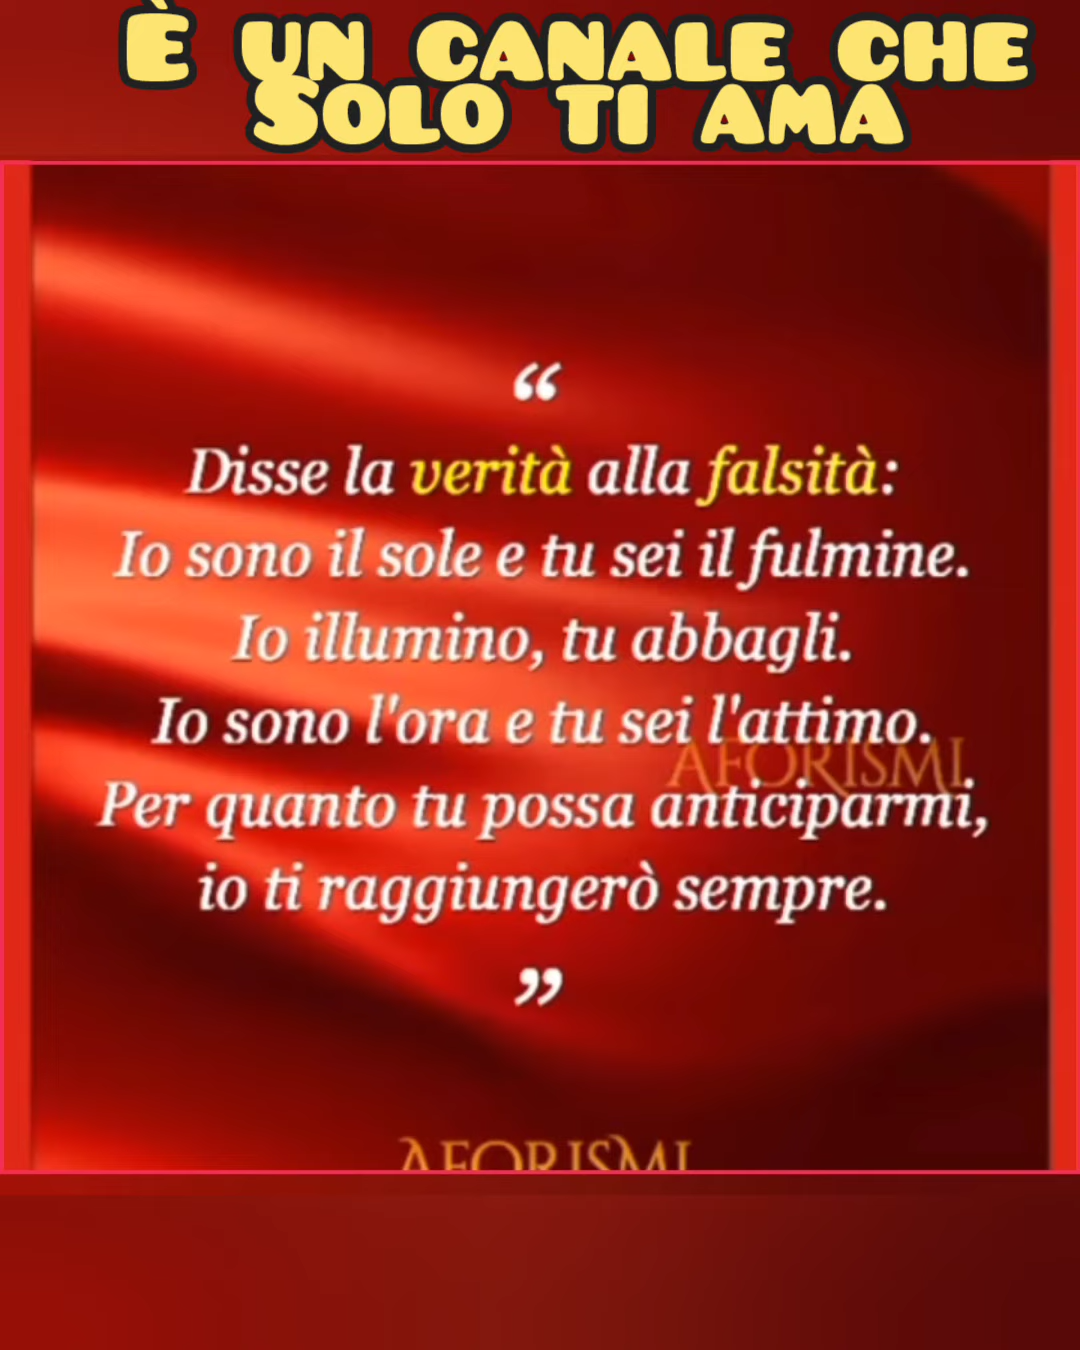 È UN CANALE CHE
SOLO TI AMA
“
Disse la verità alla falsità:
Io sono il sole e tu sei il fulmine.
Io illumino, tu abbagli.
Io sono l'ora e tu sei l'attimo.
AFORISMI
Per quanto tu possa anticiparmi,
io ti raggiungerò sempre.
”
AFORISMI